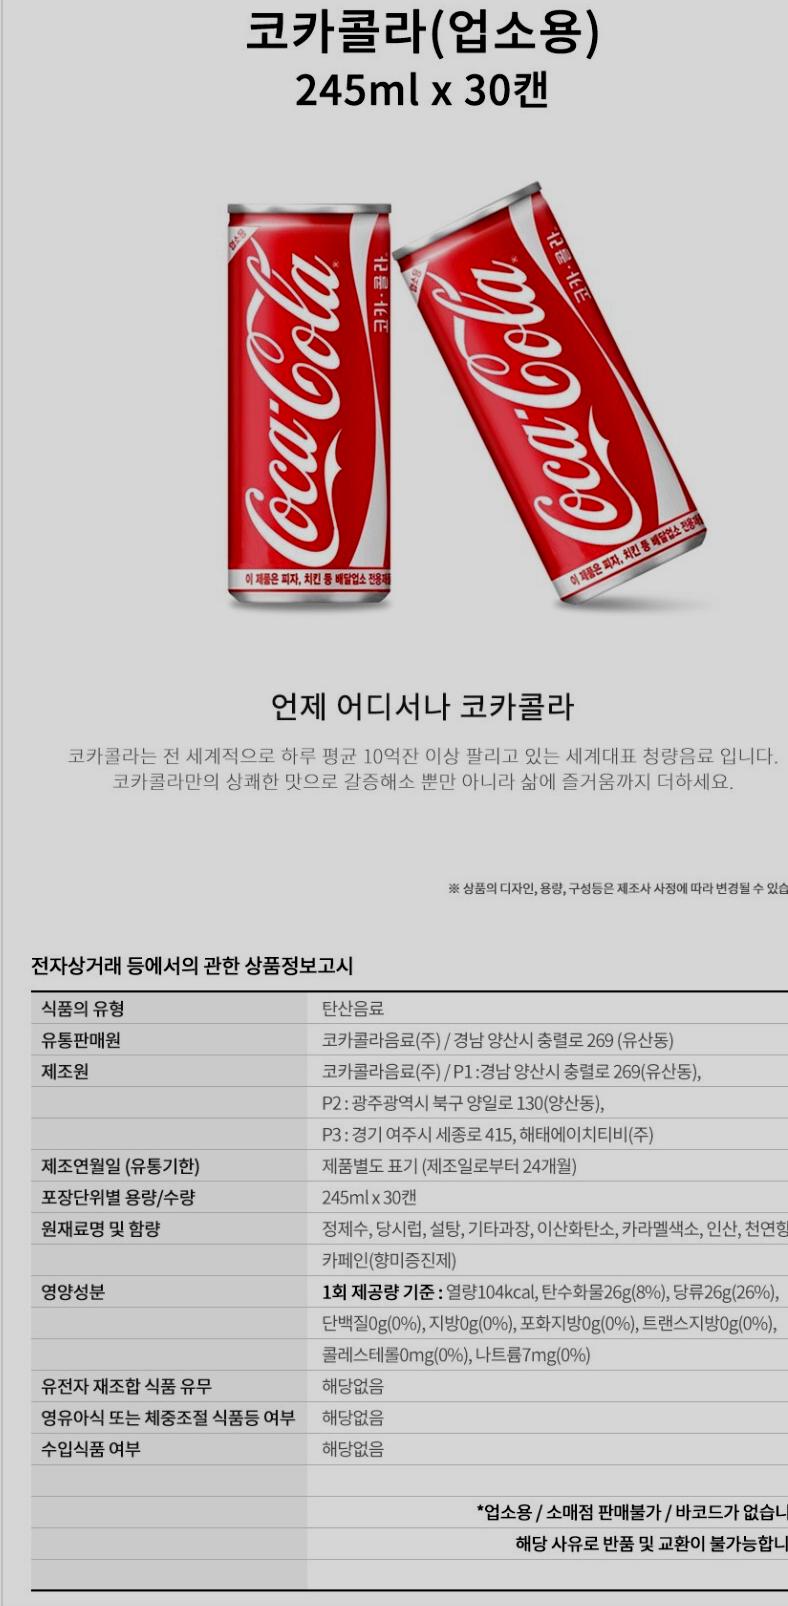 코카콜라(업소용)
245ml x 30캔
업소용
Coca-Cola
코카·콜라
이 제품은 피자, 치킨 등 배달업소 전용제품
업소용
Coca-Cola
코카·콜라
이 제품은 피자, 치킨 등 배달업소 전용제
언제 어디서나 코카콜라
코카콜라는 전 세계적으로 하루 평균 10억잔 이상 팔리고 있는 세계대표 청량음료 입니다.
코카콜라만의 상쾌한 맛으로 갈증해소 뿐만 아니라 삶에 즐거움까지 더하세요.
※ 상품의 디자인, 용량, 구성등은 제조사 사정에 따라 변경될 수 있습
전자상거래 등에서의 관한 상품정보고시
식품의 유형 탄산음료
유통판매원 코카콜라음료(주) / 경남 양산시 충렬로 269 (유산동)
제조원 코카콜라음료(주) / P1 :경남 양산시 충렬로 269(유산동),
P2 : 광주광역시 북구 양일로 130(양산동),
P3 : 경기 여주시 세종로 415, 해태에이치티비(주)
제조연월일 (유통기한) 제품별도 표기 (제조일로부터 24개월)
포장단위별 용량/수량 245ml x 30캔
원재료명 및 함량 정제수, 당시럽, 설탕, 기타과장, 이산화탄소, 카라멜색소, 인산, 천연향
카페인(향미증진제)
영양성분 1회 제공량 기준 : 열량104kcal, 탄수화물26g(8%), 당류26g(26%),
단백질0g(0%), 지방0g(0%), 포화지방0g(0%), 트랜스지방0g(0%),
콜레스테롤0mg(0%), 나트륨7mg(0%)
유전자 재조합 식품 유무 해당없음
영유아식 또는 체중조절 식품등 여부 해당없음
수입식품 여부 해당없음
*업소용 / 소매점 판매불가 / 바코드가 없습니
해당 사유로 반품 및 교환이 불가능합니